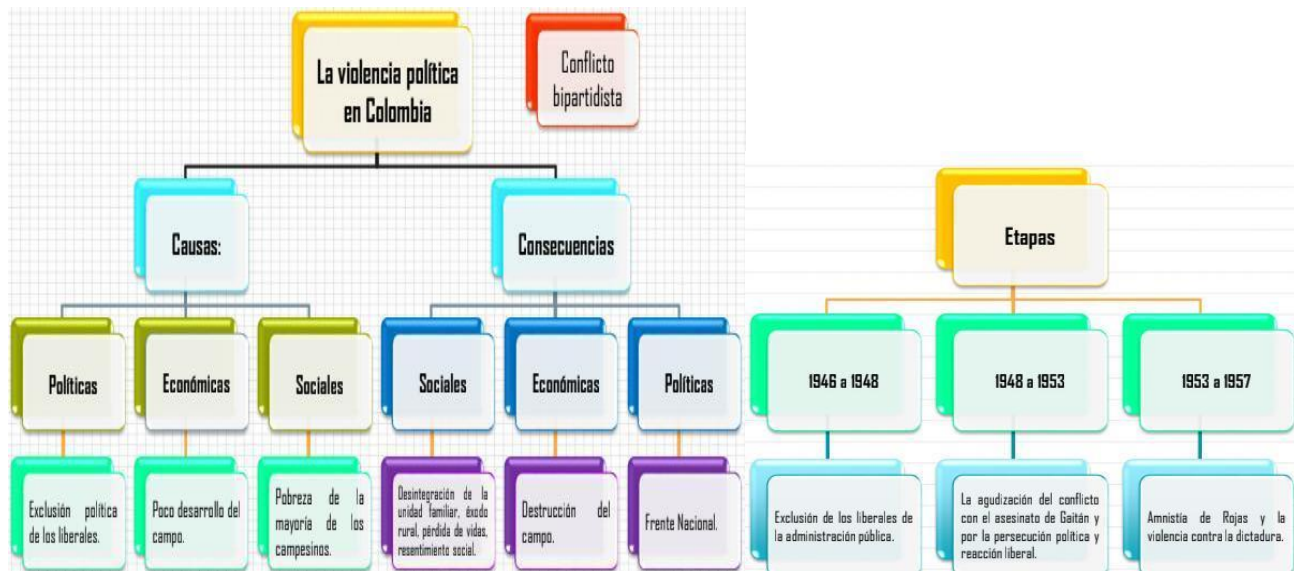 La violencia política
en Colombia
Conflicto
bipartidista
Causas:
Consecuencias
Políticas
Económicas
Sociales
Sociales
Económicas
Políticas
Exclusión política
de los liberales.
Poco desarrollo del
campo.
Pobreza de la
mayoría de los
campesinos.
Desintegración de la
unidad familiar, éxodo
rural, pérdida de vidas,
resentimiento social.
Destrucción del
campo.
Frente Nacional.
Etapas
1946 a 1948
1948 a 1953
1953 a 1957
Exclusión de los liberales de
la administración pública.
La agudización del conflicto
con el asesinato de Gaitán y
por la persecución política y
reacción liberal.
Amnistía de Rojas y la
violencia contra la dictadura.